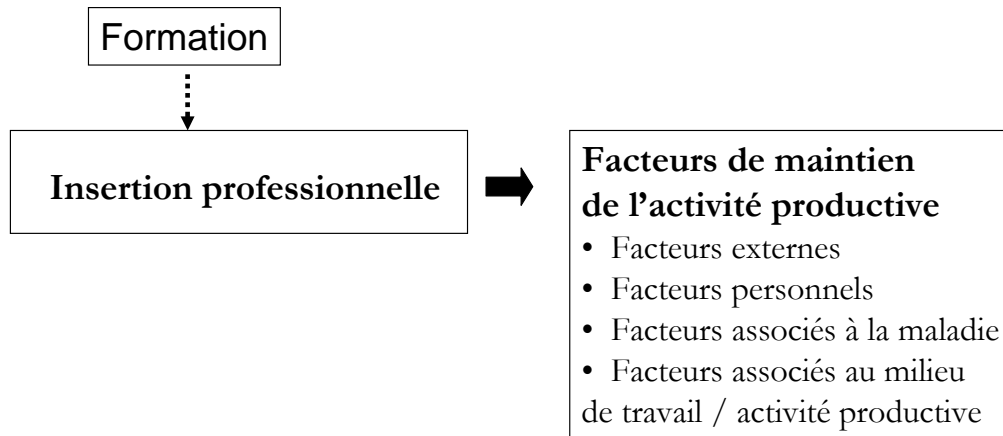 Formation
Insertion professionnelle
Facteurs de maintien
de l’activité productive
• Facteurs externes
• Facteurs personnels
• Facteurs associés à la maladie
• Facteurs associés au milieu
de travail / activité productive